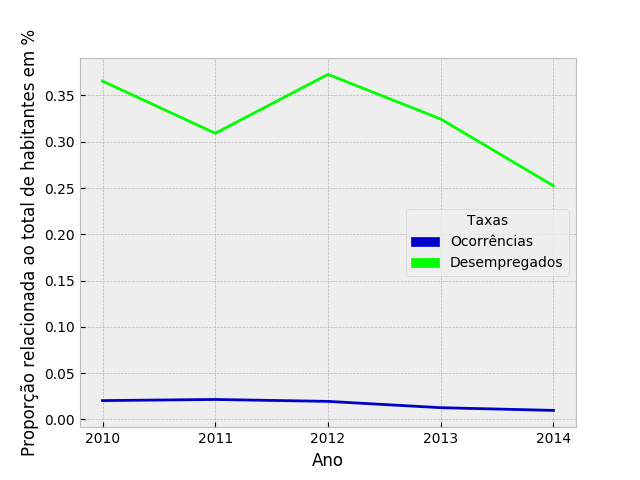 Proporção relacionada ao total de habitantes em %
0.35
0.30
0.25
0.20
0.15
0.10
0.05
0.00
Taxas
Ocorrências
Desempregados
2010 2011 2012 2013 2014
Ano